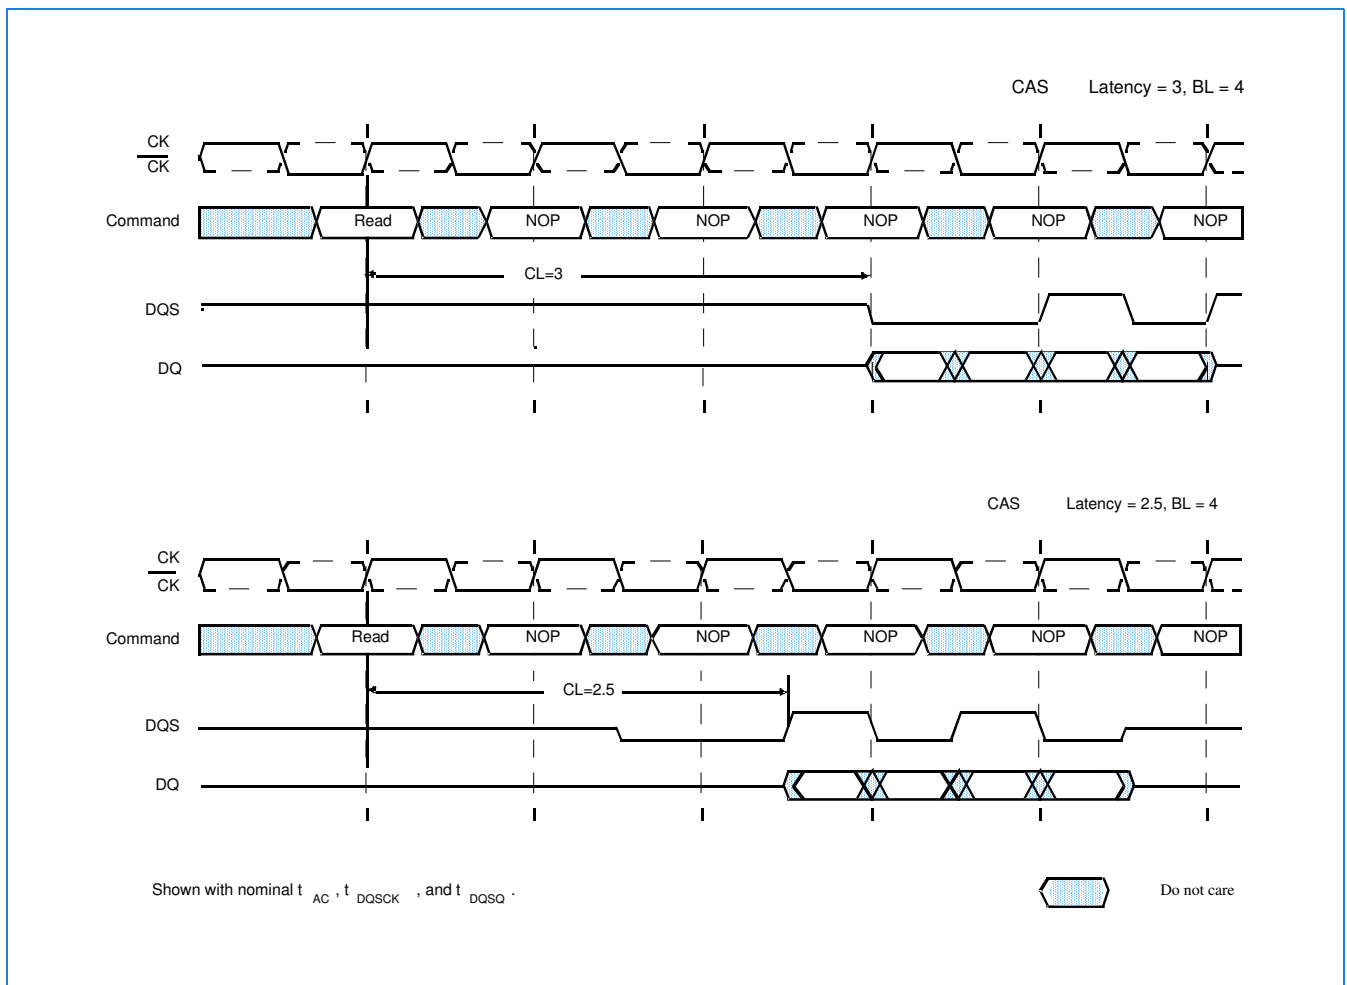 CAS Latency = 3, BL = 4
CK
CK
Command Read NOP NOP NOP NOP NOP
CL=3
DQS
DQ
CAS Latency = 2.5, BL = 4
CK
CK
Command Read NOP NOP NOP NOP NOP
CL=2.5
DQS
DQ
Shown with nominal t AC , t DQSCK , and t DQSQ .
Do not care